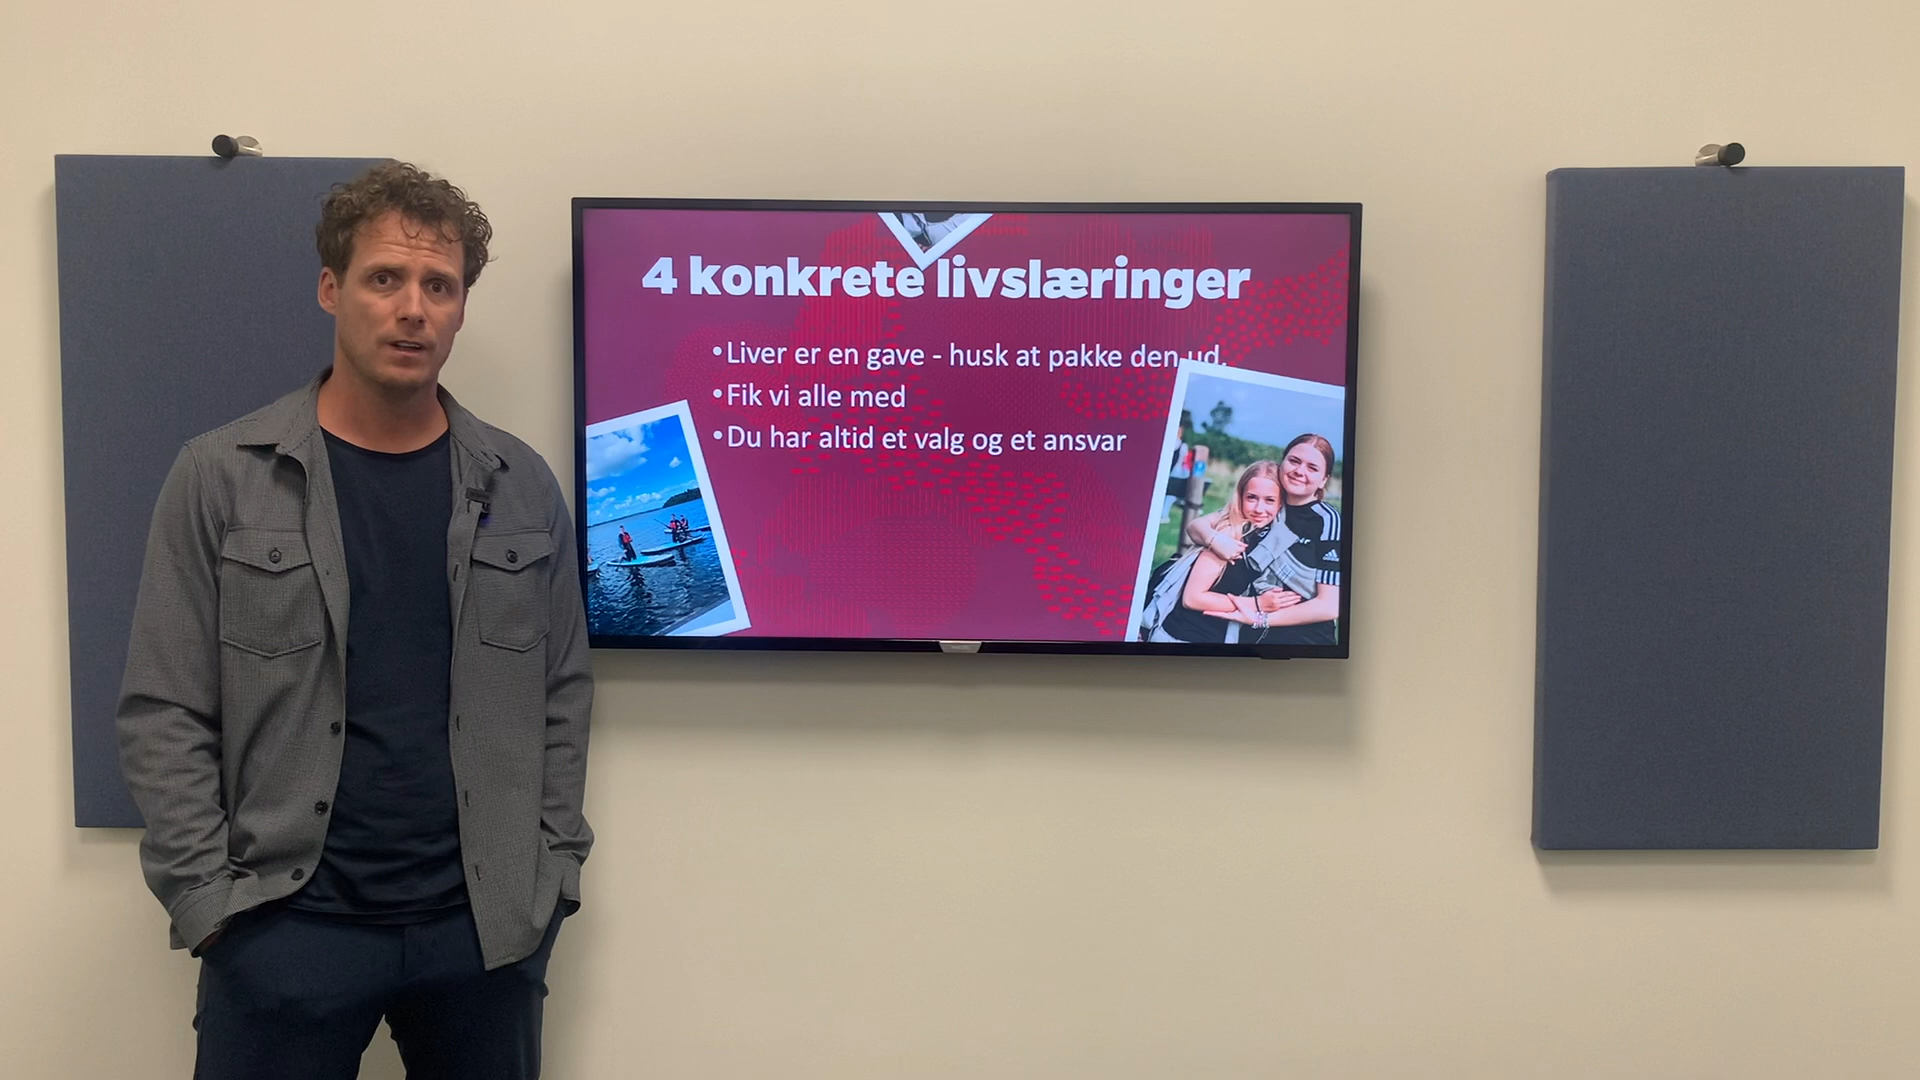 4 konkrete livslæringer
•Liver er en gave - husk at pakke den ud.
•Fik vi alle med
•Du har altid et valg og et ansvar